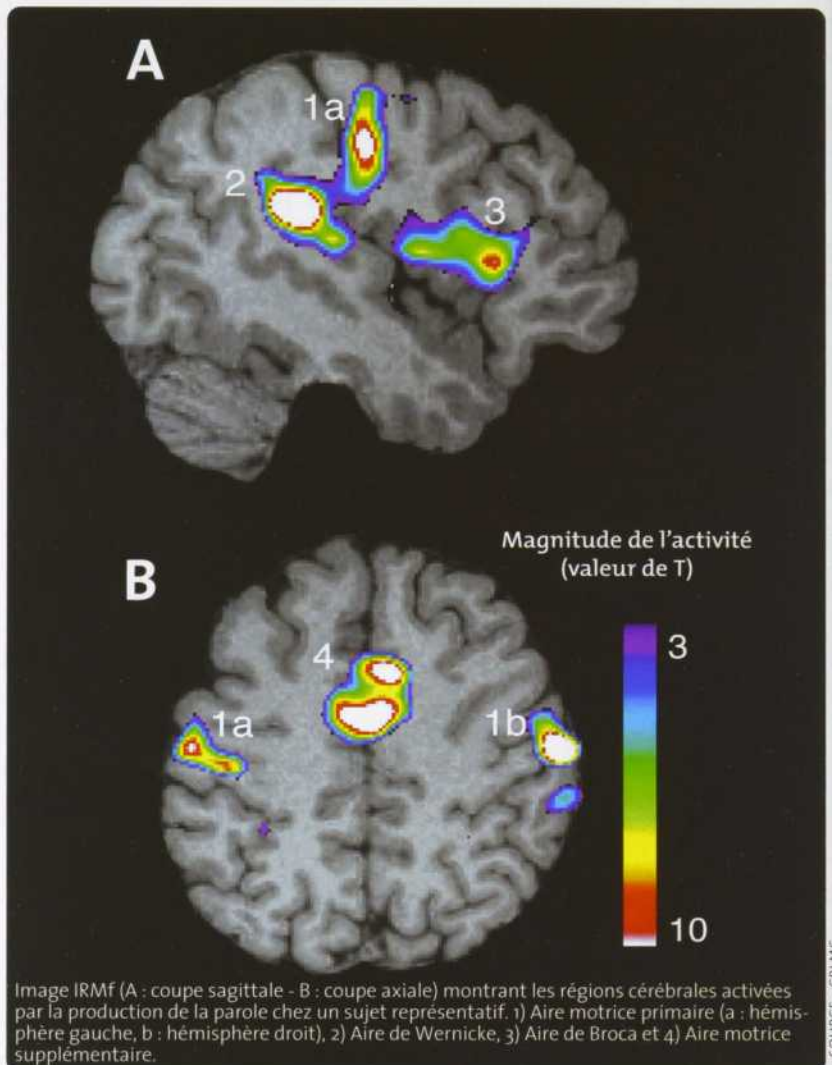 A
1a
2
3
Magnitude de l'activité
(valeur de T)
B
3
4
1a
1b
10
Image IRMf (A : coupe sagittale - B : coupe axiale) montrant les régions cérébrales activées
par la production de la parole chez un sujet représentatif. 1) Aire motrice primaire (a : hémis-
phère gauche, b : hémisphère droit), 2) Aire de Wernicke, 3) Aire de Broca et 4) Aire motrice
supplémentaire.